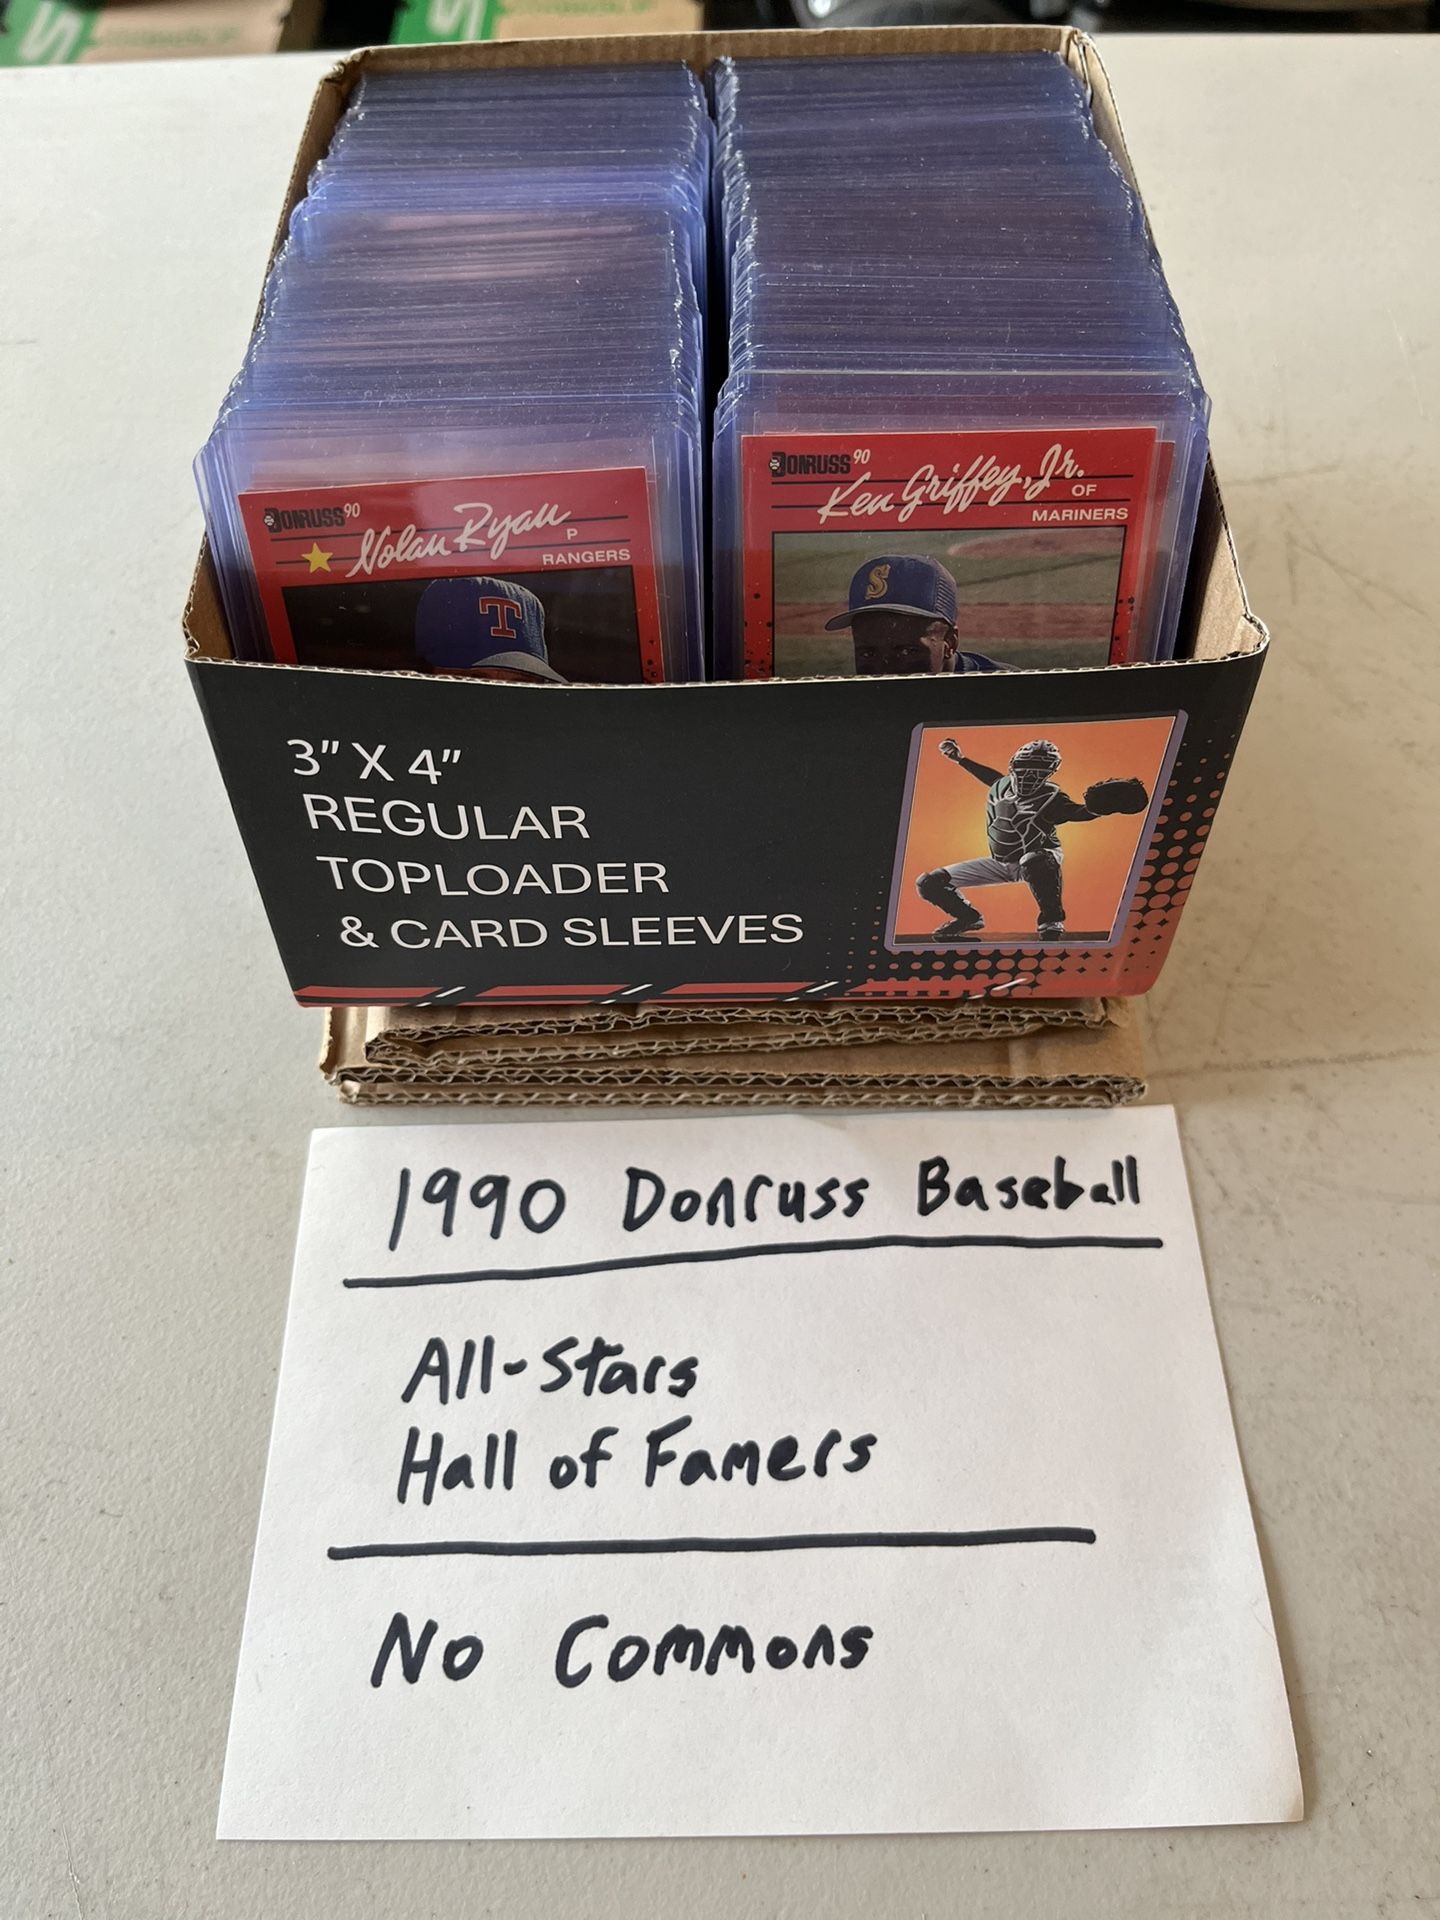 DONRUSS 90
Ken Griffey, Jr.
OF
MARINERS
DONRUSS 90
Nolan Ryan
P
RANGERS
T
S
3" X 4"
REGULAR
TOPLOADER
& CARD SLEEVES
1990 Donruss Baseball
All-Stars
Hall of Famers
No Commons